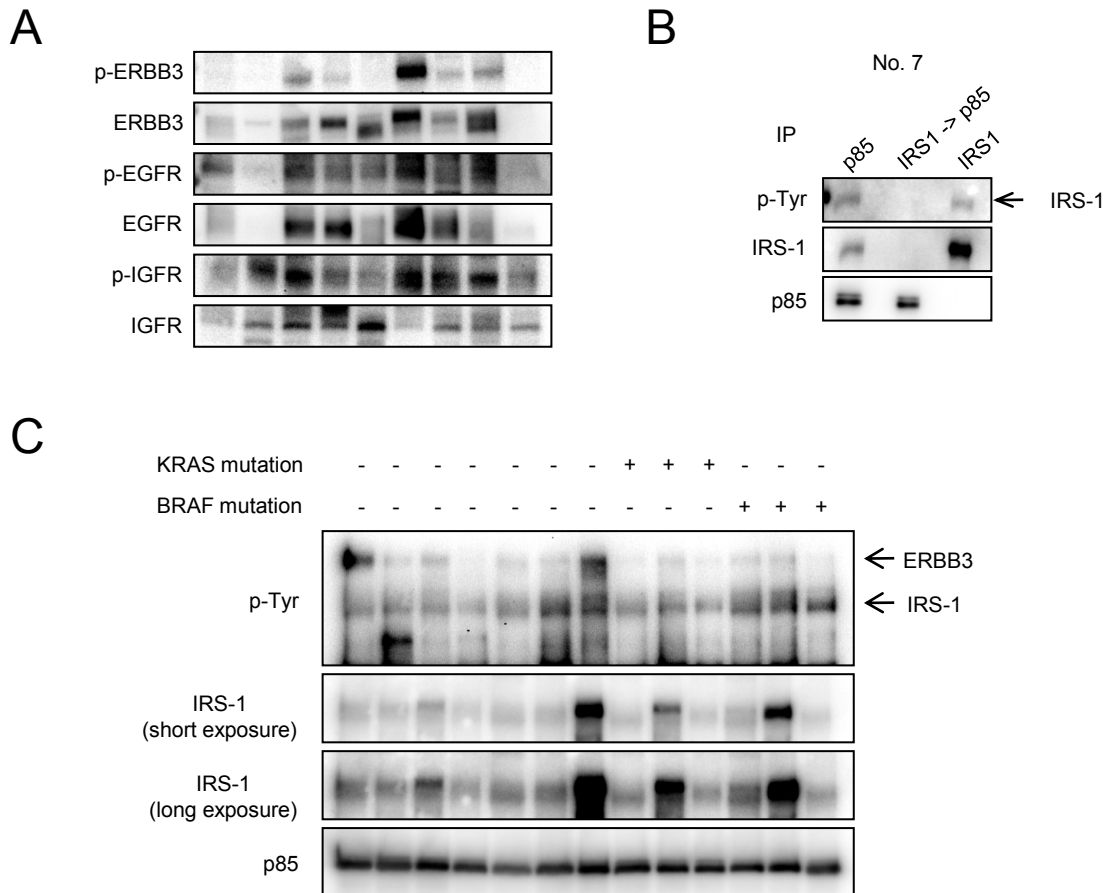 A
p-ERBB3
ERBB3
p-EGFR
EGFR
p-IGFR
IGFR
B
No. 7
IP
p85
IRS1 -> p85
IRS1
p-Tyr
IRS-1
IRS-1
p85
C
KRAS mutation - - - - - - - + + + - - -
BRAF mutation - - - - - - - - - - + + +
p-Tyr
ERBB3
IRS-1
IRS-1
(short exposure)
IRS-1
(long exposure)
p85